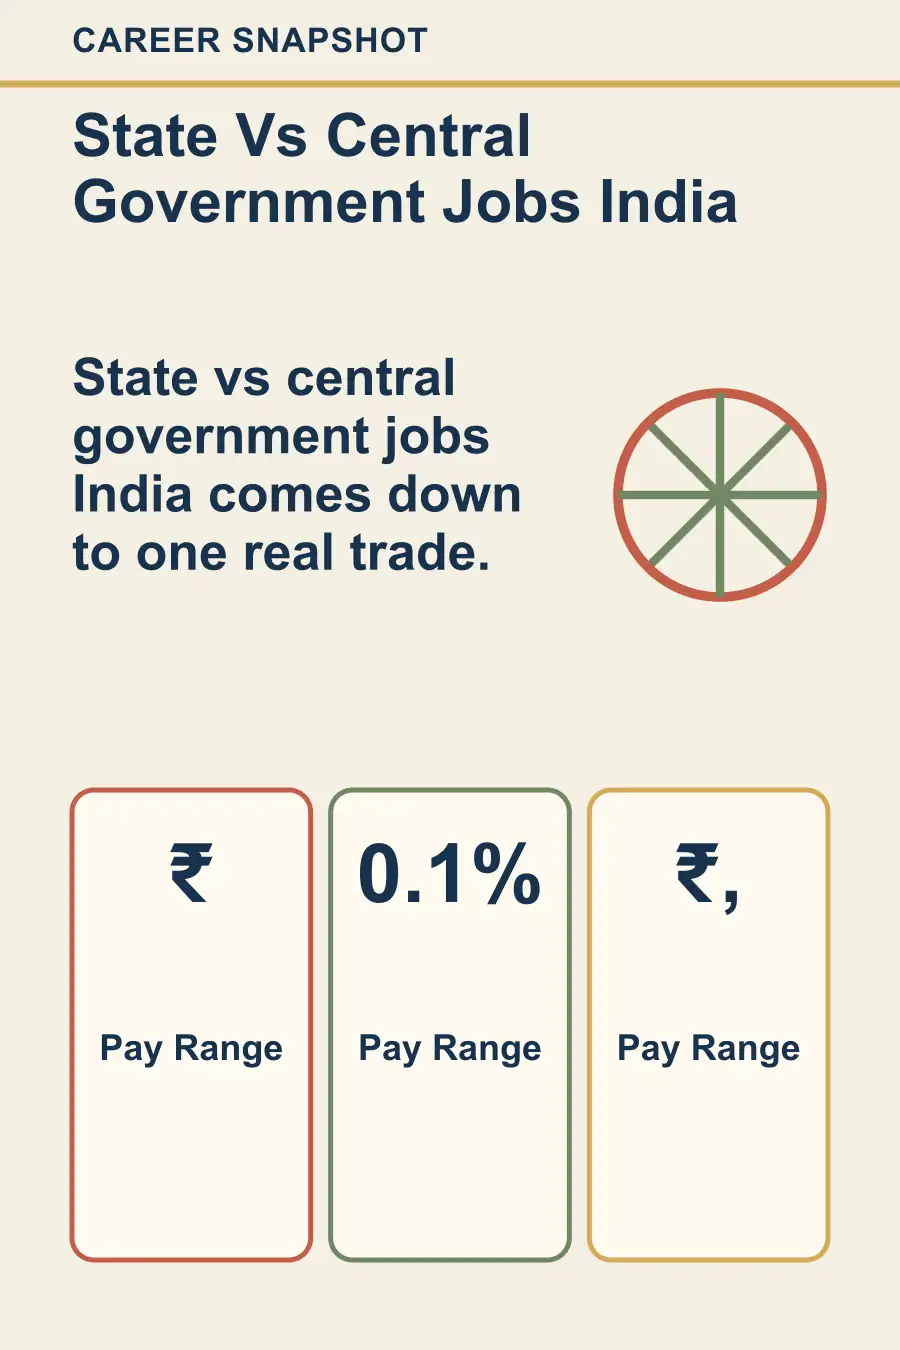 CAREER SNAPSHOT
State Vs Central
Government Jobs India
State vs central
government jobs
India comes down
to one real trade.
₹
0.1%
₹,
Pay Range
Pay Range
Pay Range